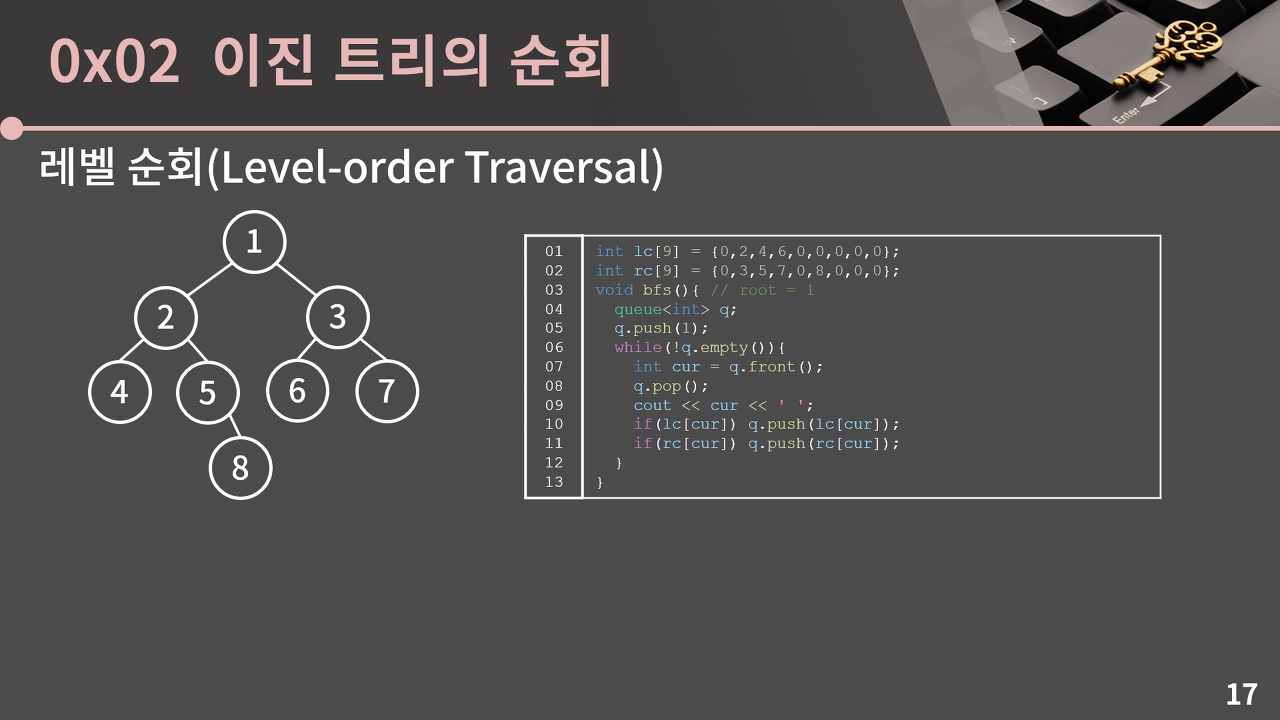 0x02 이진 트리의 순회
Enter
레벨 순회(Level-order Traversal)
1
2
3
4
5
6
7
8
01 int lc[9] = {0,2,4,6,0,0,0,0,0};
02 int rc[9] = {0,3,5,7,0,8,0,0,0};
03 void bfs(){ // root = 1
04 queue<int> q;
05 q.push(1);
06 while(!q.empty()){
07 int cur = q.front();
08 q.pop();
09 cout << cur << ' ';
10 if(lc[cur]) q.push(lc[cur]);
11 if(rc[cur]) q.push(rc[cur]);
12 }
13 }
17